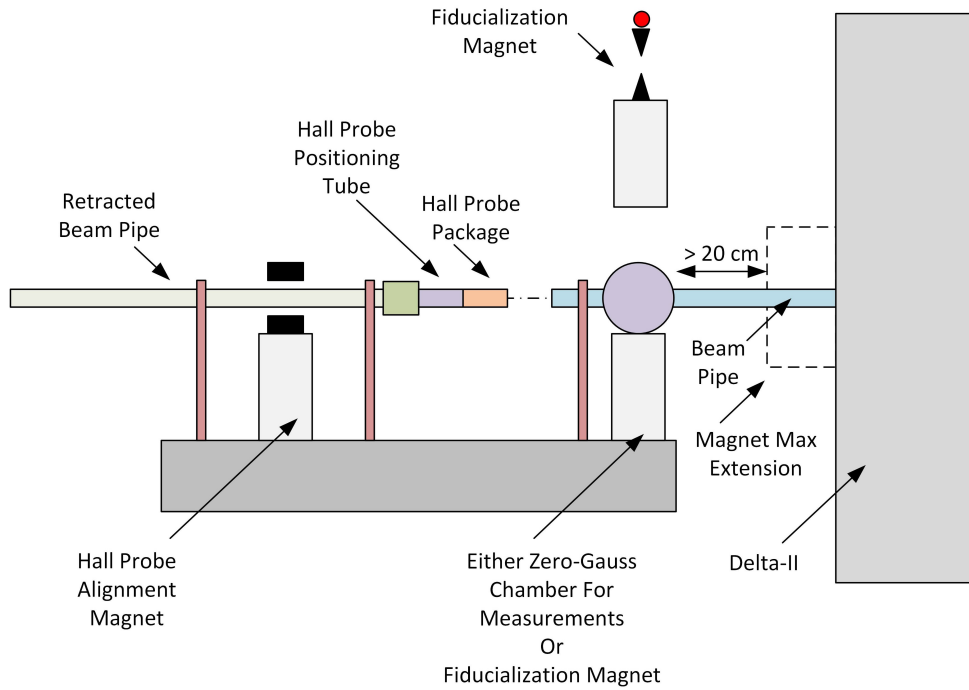 Fiducialization
Magnet
Hall Probe
Positioning
Tube
Retracted
Beam Pipe
Hall Probe
Package
> 20 cm
Beam
Pipe
Magnet Max
Extension
Hall Probe
Alignment
Magnet
Either Zero-Gauss
Chamber For
Measurements
Or
Fiducialization Magnet
Delta-II